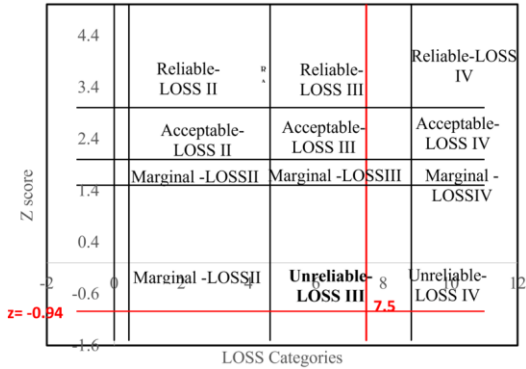 4.4
Reliable-LOSS IV
Reliable-LOSS II
Reliable-LOSS III
3.4
2.4
Acceptable-LOSS II
Acceptable-LOSS III
Acceptable-LOSS IV
Marginal -LOSSII
Marginal -LOSSIII
Marginal -LOSSIV
1.4
Z score
0.4
Marginal -LOSSII
Unreliable-LOSS III
Unreliable-LOSS IV
-2
0
2
4
6
8
10
12
-0.6
z= -0.94
7.5
-1.6
LOSS Categories